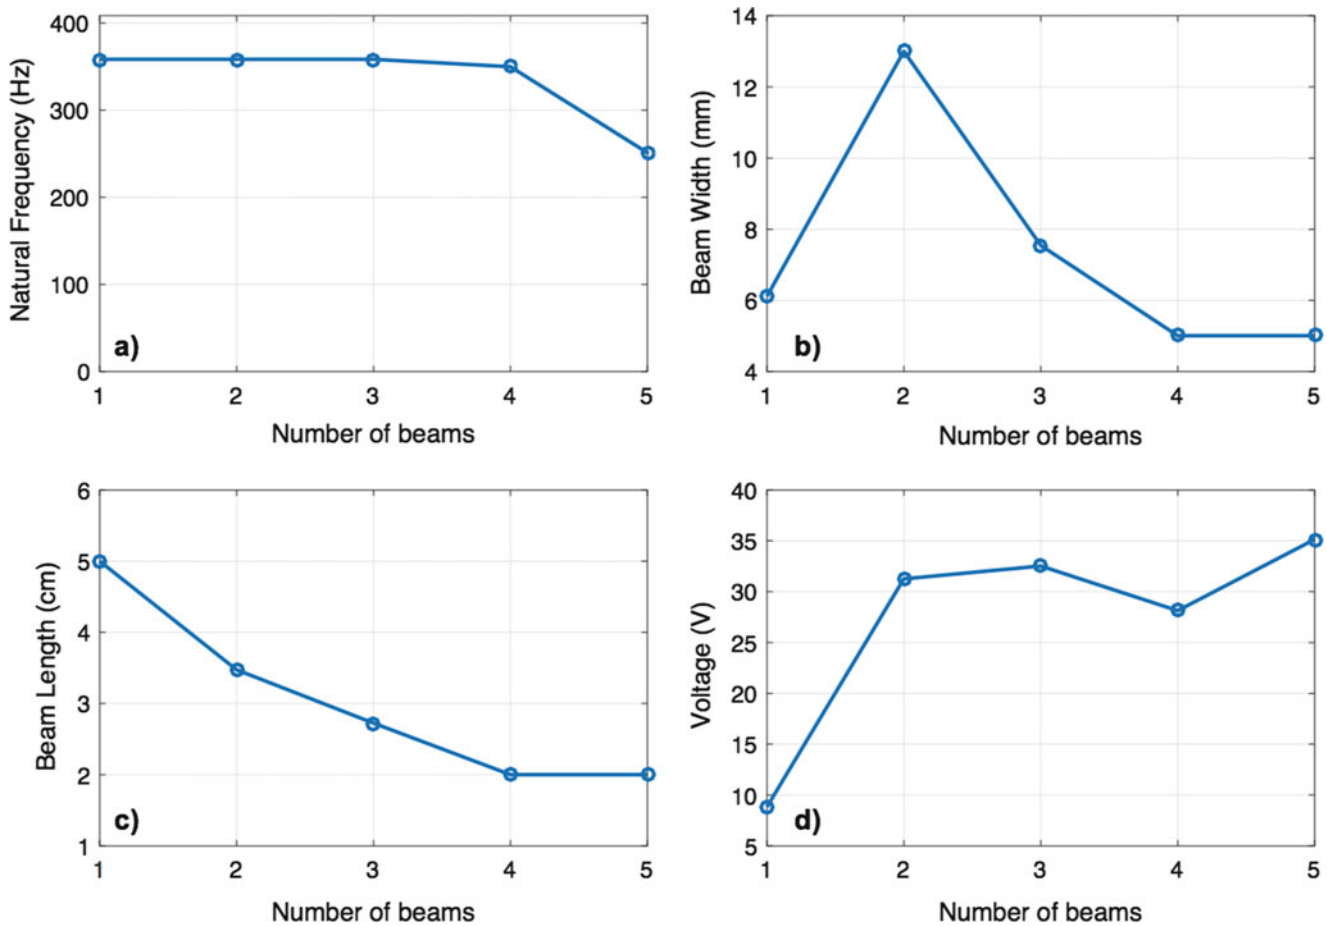 400
300
200
100
0
Natural Frequency (Hz)
a)
1 2 3 4 5
Number of beams
14
12
10
8
6
4
Beam Width (mm)
b)
1 2 3 4 5
Number of beams
6
5
4
3
2
1
Beam Length (cm)
c)
1 2 3 4 5
Number of beams
40
35
30
25
20
15
10
5
Voltage (V)
d)
1 2 3 4 5
Number of beams